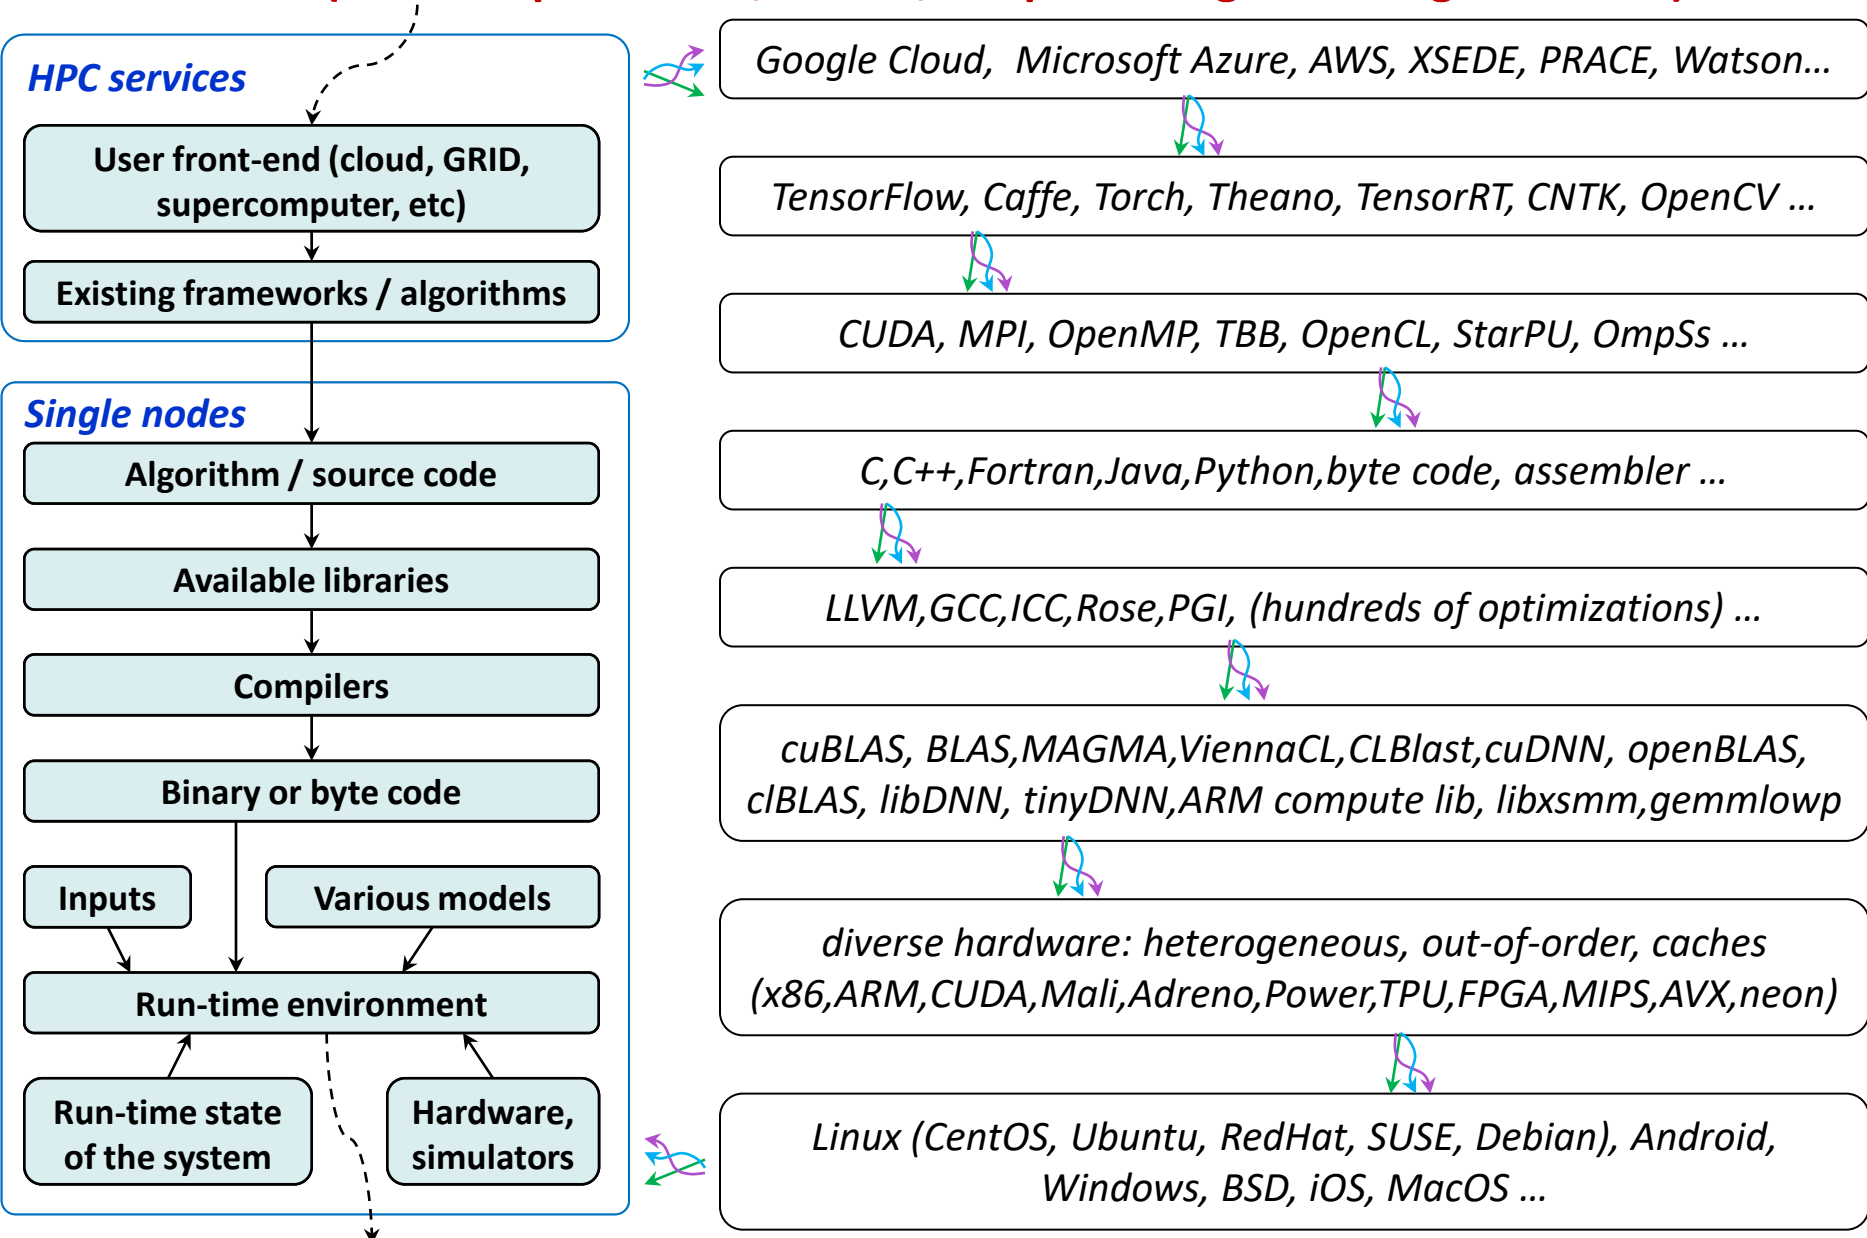 HPC services
User front-end (cloud, GRID,
supercomputer, etc)
Existing frameworks / algorithms
Single nodes
Algorithm / source code
Available libraries
Compilers
Binary or byte code
Inputs
Various models
Run-time environment
Run-time state
of the system
Hardware,
simulators
Google Cloud, Microsoft Azure, AWS, XSEDE, PRACE, Watson...
TensorFlow, Caffe, Torch, Theano, TensorRT, CNTK, OpenCV ...
CUDA, MPI, OpenMP, TBB, OpenCL, StarPU, OmpSs ...
C,C++,Fortran,Java,Python,byte code, assembler ...
LLVM,GCC,ICC,Rose,PGI, (hundreds of optimizations) ...
cuBLAS, BLAS,MAGMA,ViennaCL,CLBlast,cuDNN, openBLAS,
clBLAS, libDNN, tinyDNN,ARM compute lib, libxsmm,gemmlowp
diverse hardware: heterogeneous, out-of-order, caches
(x86,ARM,CUDA,Mali,Adreno,Power,TPU,FPGA,MIPS,AVX,neon)
Linux (CentOS, Ubuntu, RedHat, SUSE, Debian), Android,
Windows, BSD, iOS, MacOS ...